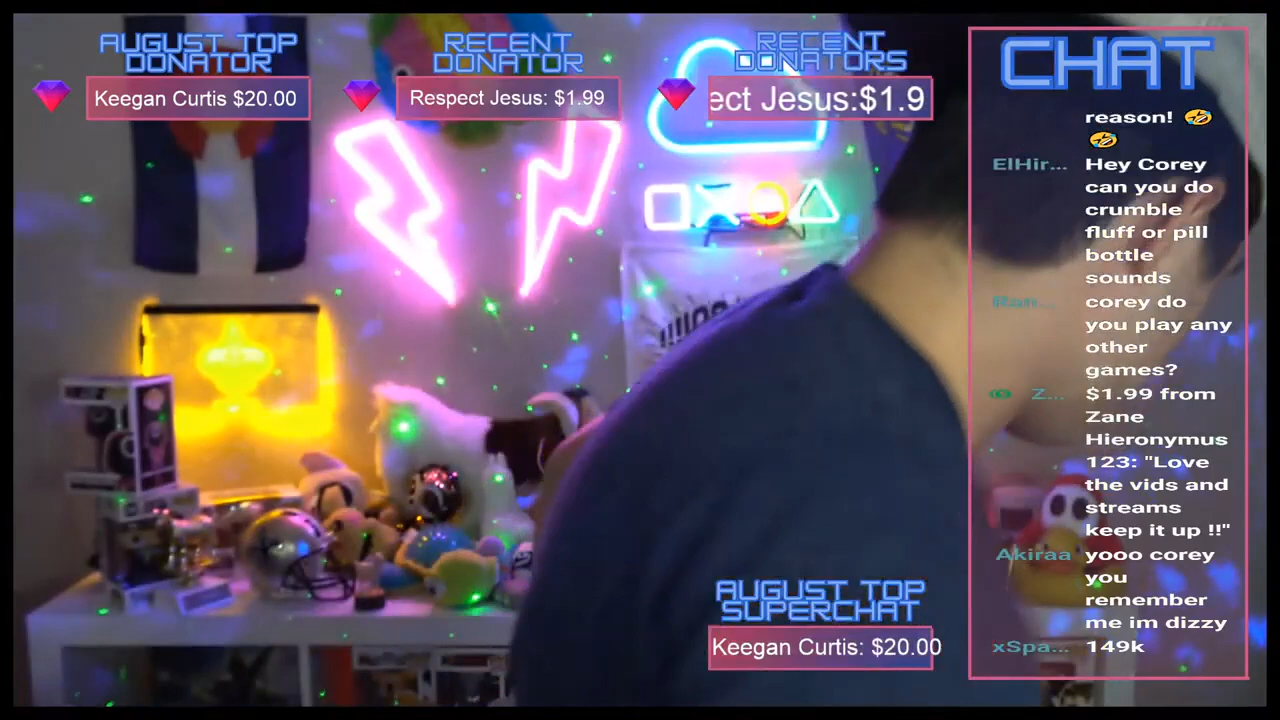 AUGUST TOP
DONATOR
Keegan Curtis $20.00
RECENT
DONATOR
Respect Jesus: $1.99
RECENT
DONATORS
ect Jesus:$1.9
CHAT
reason! 🤣
🤣
ElHir... Hey Corey
can you do
crumble
fluff or pill
bottle
sounds
corey do
you play any
other
games?
Z... $1.99 from
Zane
Hieronymus
123: "Love
the vids and
streams
keep it up !!"
Akiraa yooo corey
you
remember
me im dizzy
xSpa... 149k
AUGUST TOP
SUPERCHAT
Keegan Curtis: $20.00